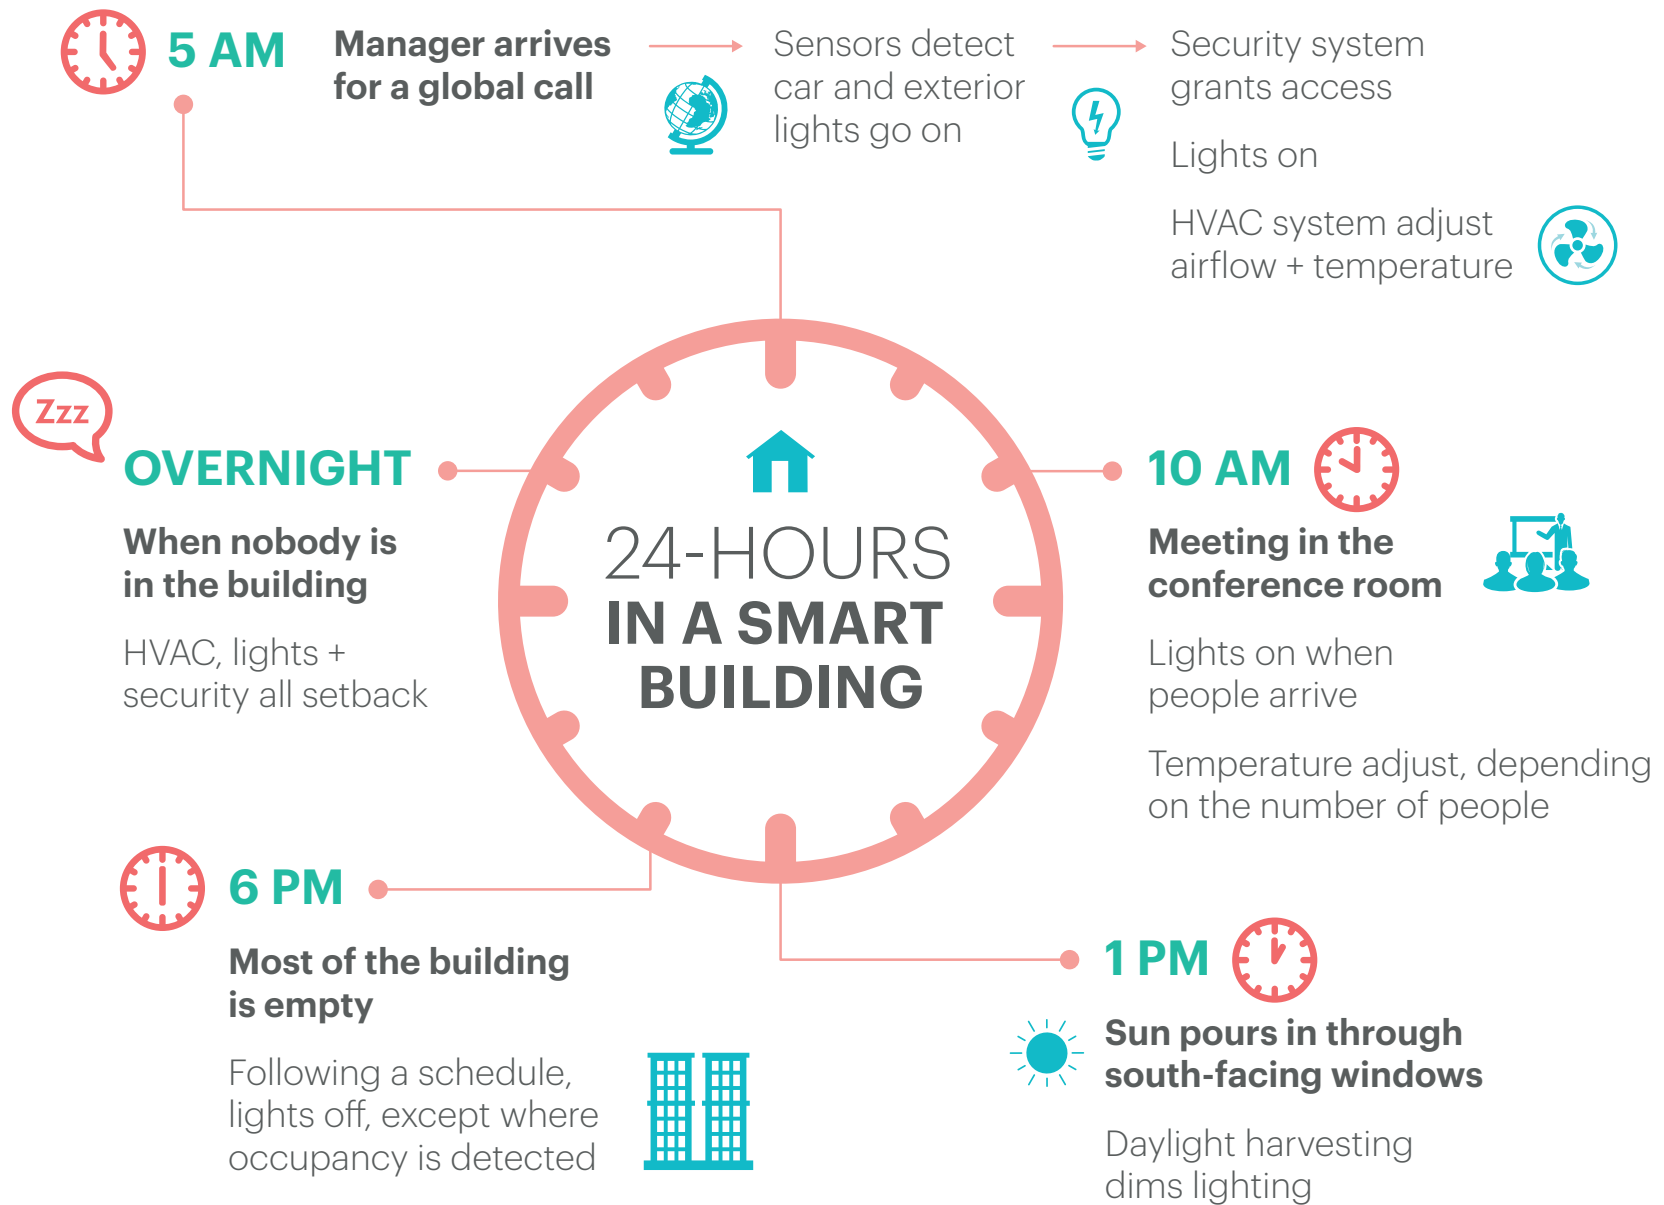 5 AM
Manager arrives
for a global call
Sensors detect
car and exterior
lights go on
Security system
grants access
Lights on
HVAC system adjust
airflow + temperature
24-HOURS
IN A SMART
BUILDING
10 AM
Meeting in the
conference room
Lights on when
people arrive
Temperature adjust, depending
on the number of people
1 PM
Sun pours in through
south-facing windows
Daylight harvesting
dims lighting
6 PM
Most of the building
is empty
Following a schedule,
lights off, except where
occupancy is detected
Zzz
OVERNIGHT
When nobody is
in the building
HVAC, lights +
security all setback